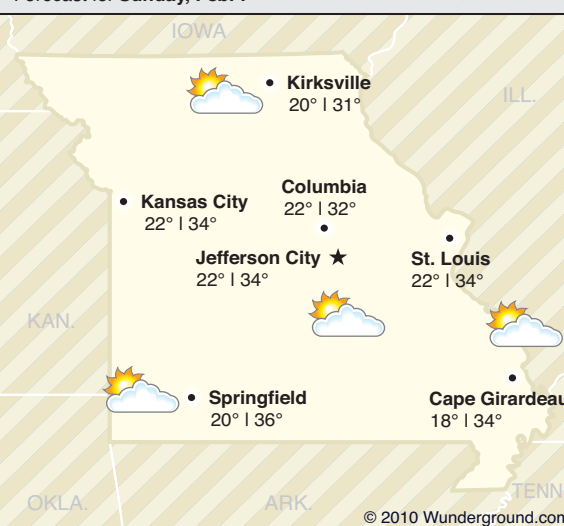 IOWA
Kirksville
20° | 31°
ILL.
Columbia
22° | 32°
Kansas City
22° | 34°
Jefferson City ★
22° | 34°
St. Louis
22° | 34°
KAN.
Springfield
20° | 36°
Cape Girardeau
18° | 34°
OKLA.
ARK.
TENN
© 2010 Wunderground.com